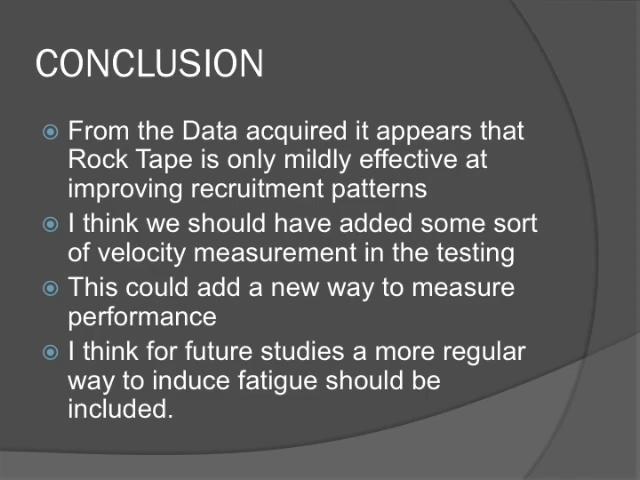 CONCLUSION
From the Data acquired it appears that
Rock Tape is only mildly effective at
improving recruitment patterns
I think we should have added some sort
of velocity measurement in the testing
This could add a new way to measure
performance
I think for future studies a more regular
way to induce fatigue should be
included.